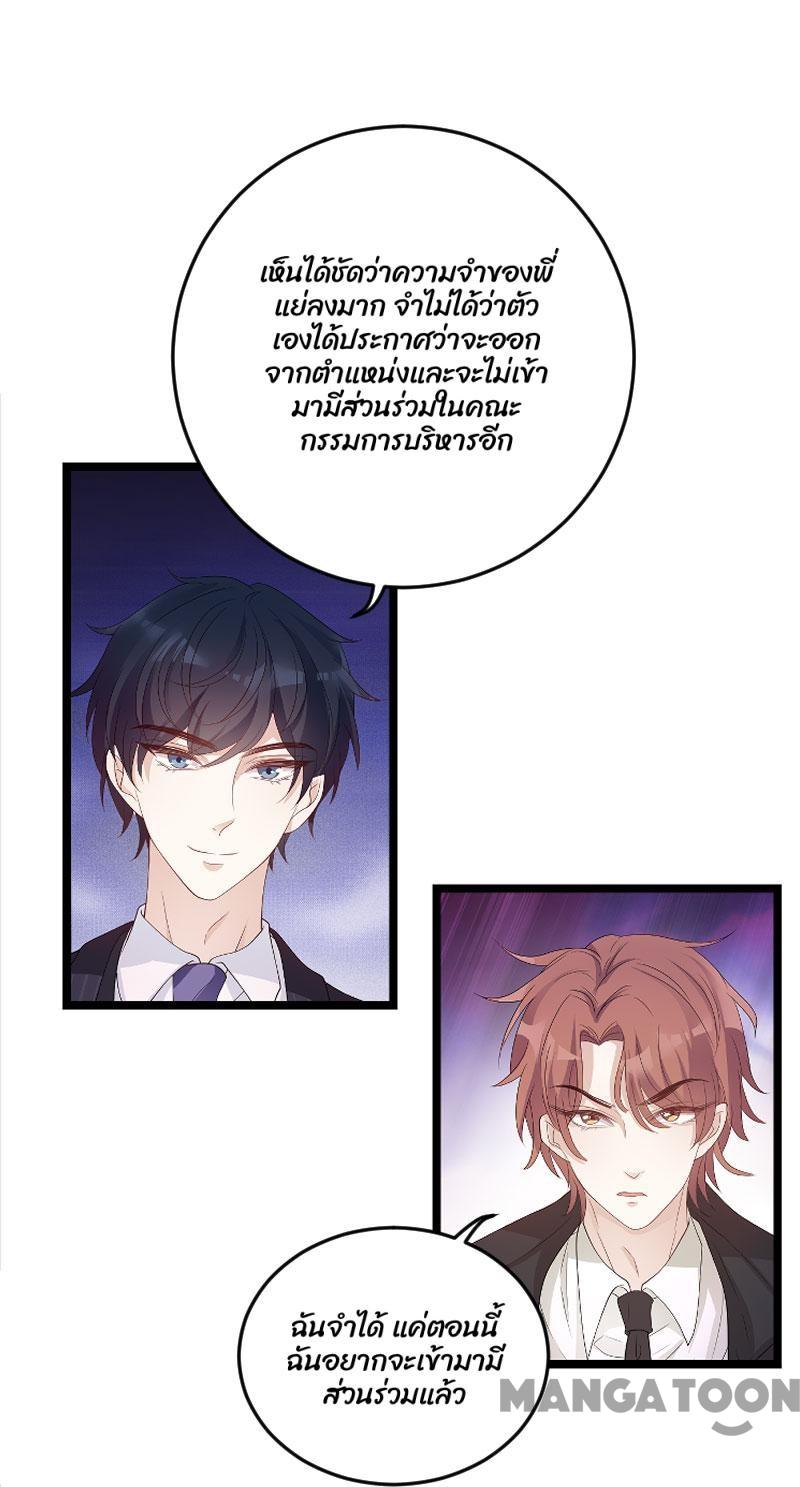 เห็นได้ชัดว่าความจำของพี่
แย่ลงมาก จำไม่ได้ว่าตัว
เองได้ประกาศว่าจะออก
จากตำแหน่งและจะไม่เข้า
มามีส่วนร่วมในคณะ
กรรมการบริหารอีก
ฉันจำได้ แค่ตอนนี้
ฉันอยากจะเข้ามามี
ส่วนร่วมแล้ว
MANGATOON